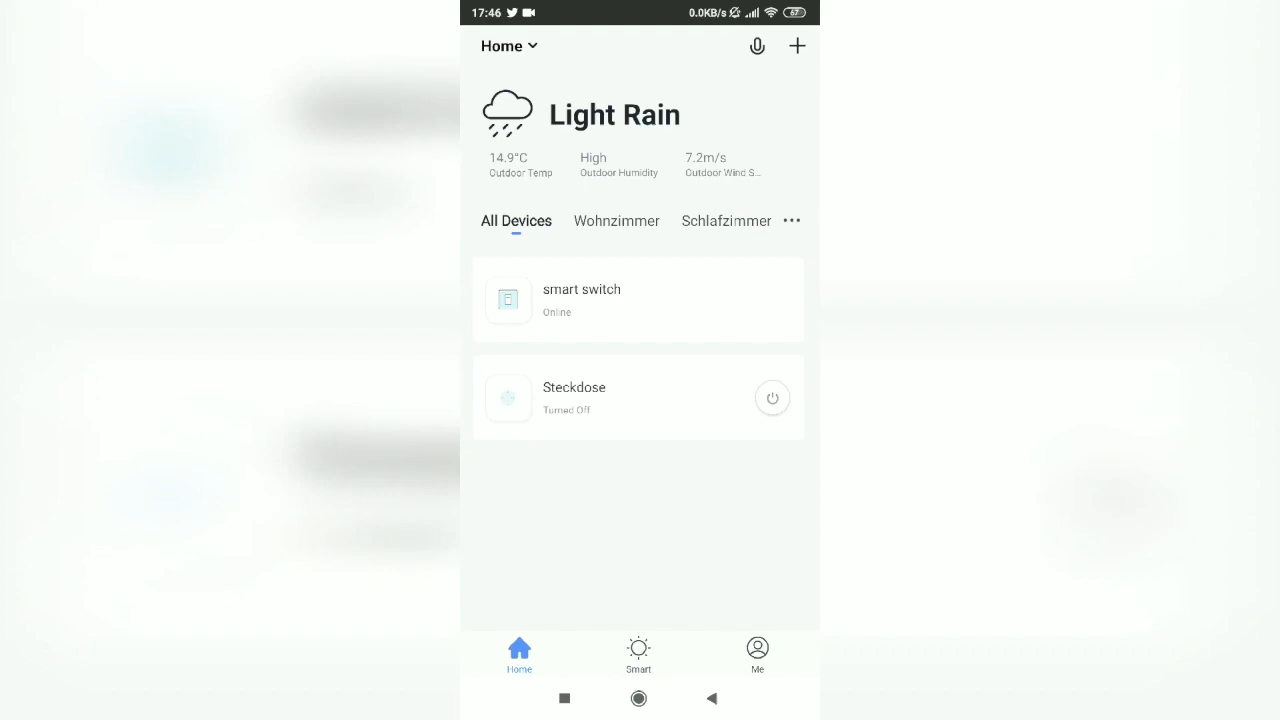 17:46 0.0KB/s 67
Home
Light Rain
14.9°C High 7.2m/s
Outdoor Temp Outdoor Humidity Outdoor Wind S...
All Devices Wohnzimmer Schlafzimmer
smart switch
Online
Steckdose
Turned Off
Home Smart Me